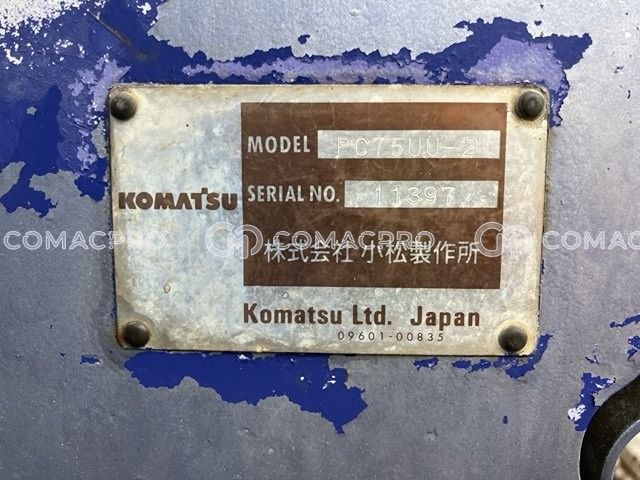 MODEL PC75UU-2
KOMATSU SERIAL NO. 11397
株式会社 小松製作所
Komatsu Ltd. Japan
09601-00835
COMACPRO COMACPRO COMACPRO